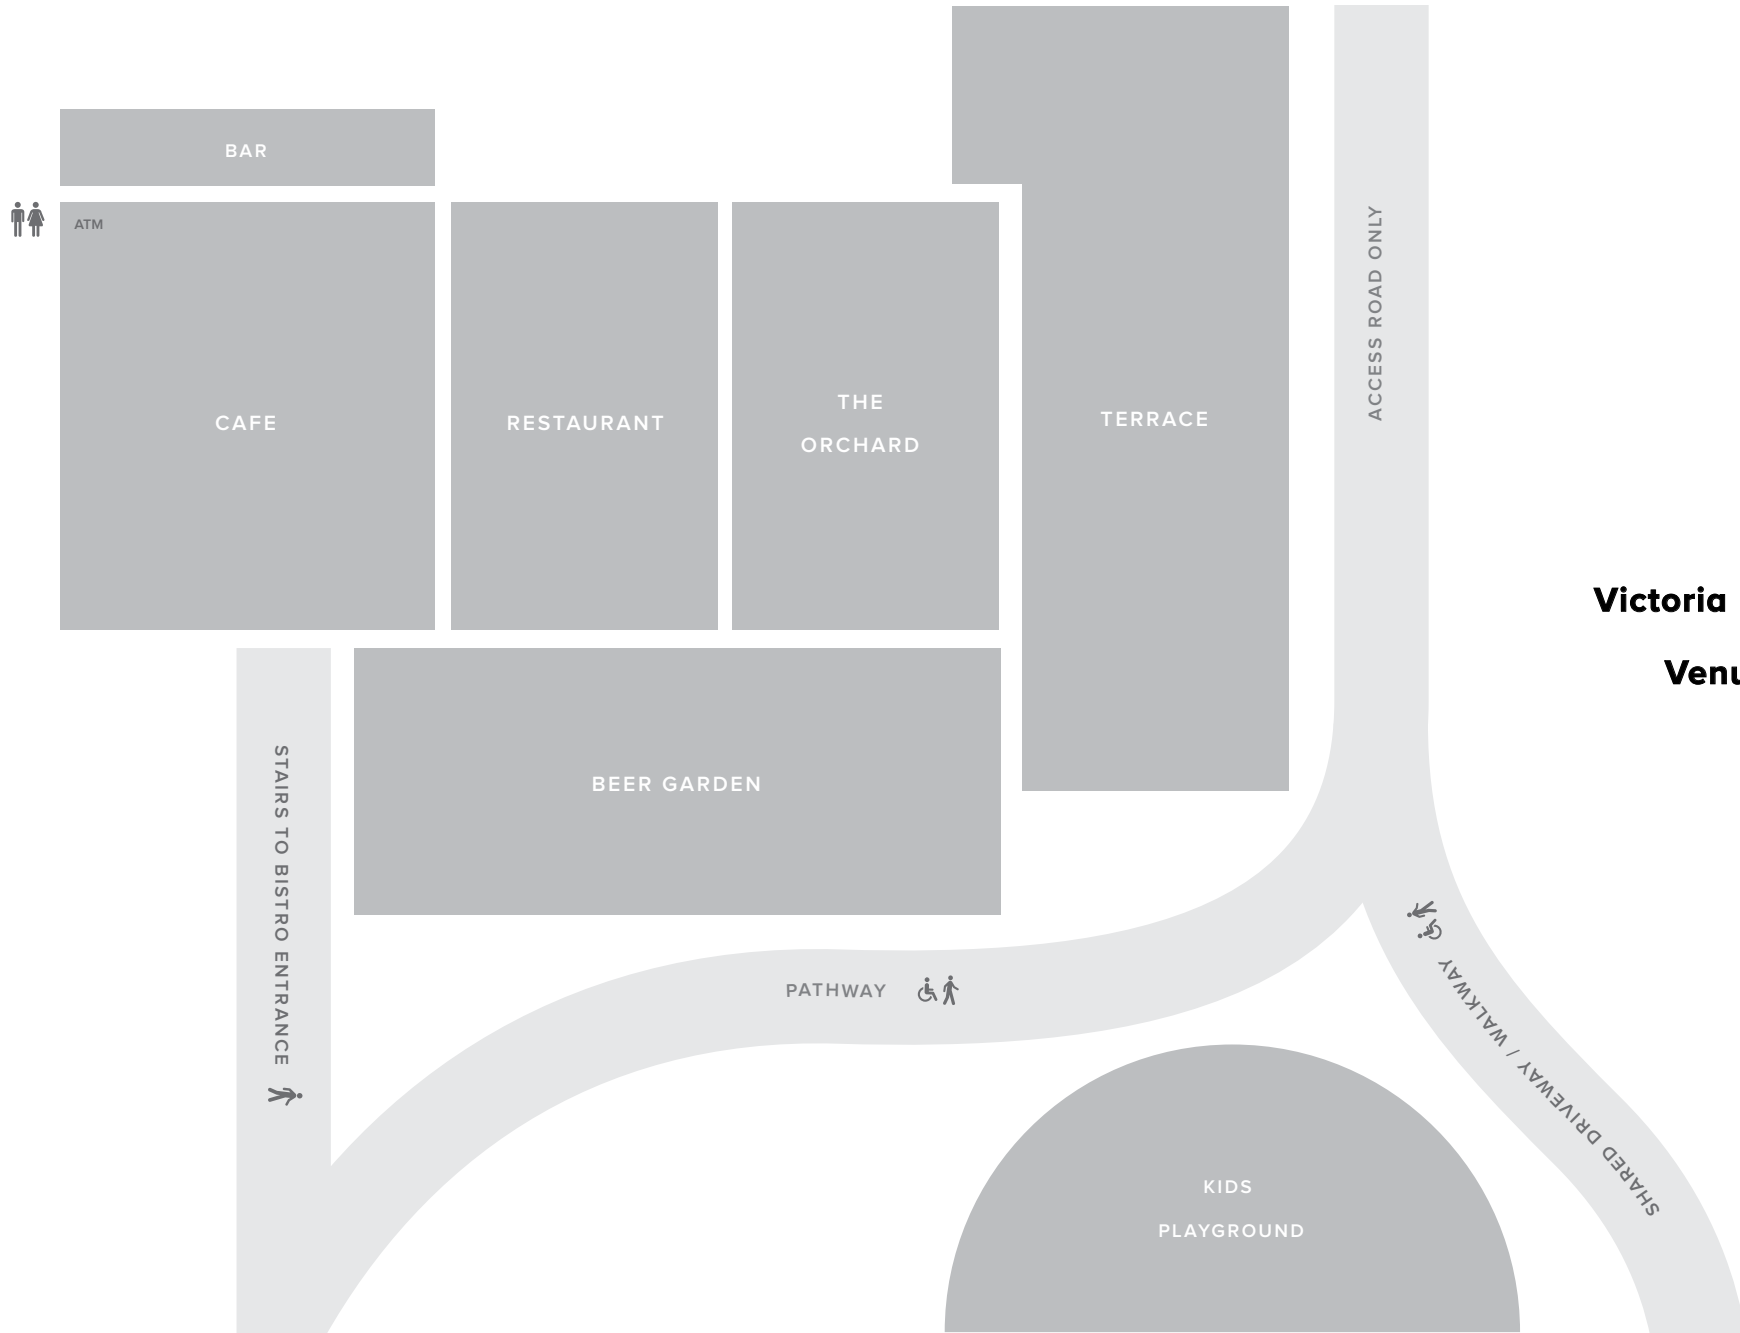 BAR
ATM
CAFE
RESTAURANT
THE
ORCHARD
TERRACE
ACCESS ROAD ONLY
Victoria
BEER GARDEN
STAIRS TO BISTRO ENTRANCE
PATHWAY
SHARED DRIVEWAY / WALKWAY
KIDS
PLAYGROUND